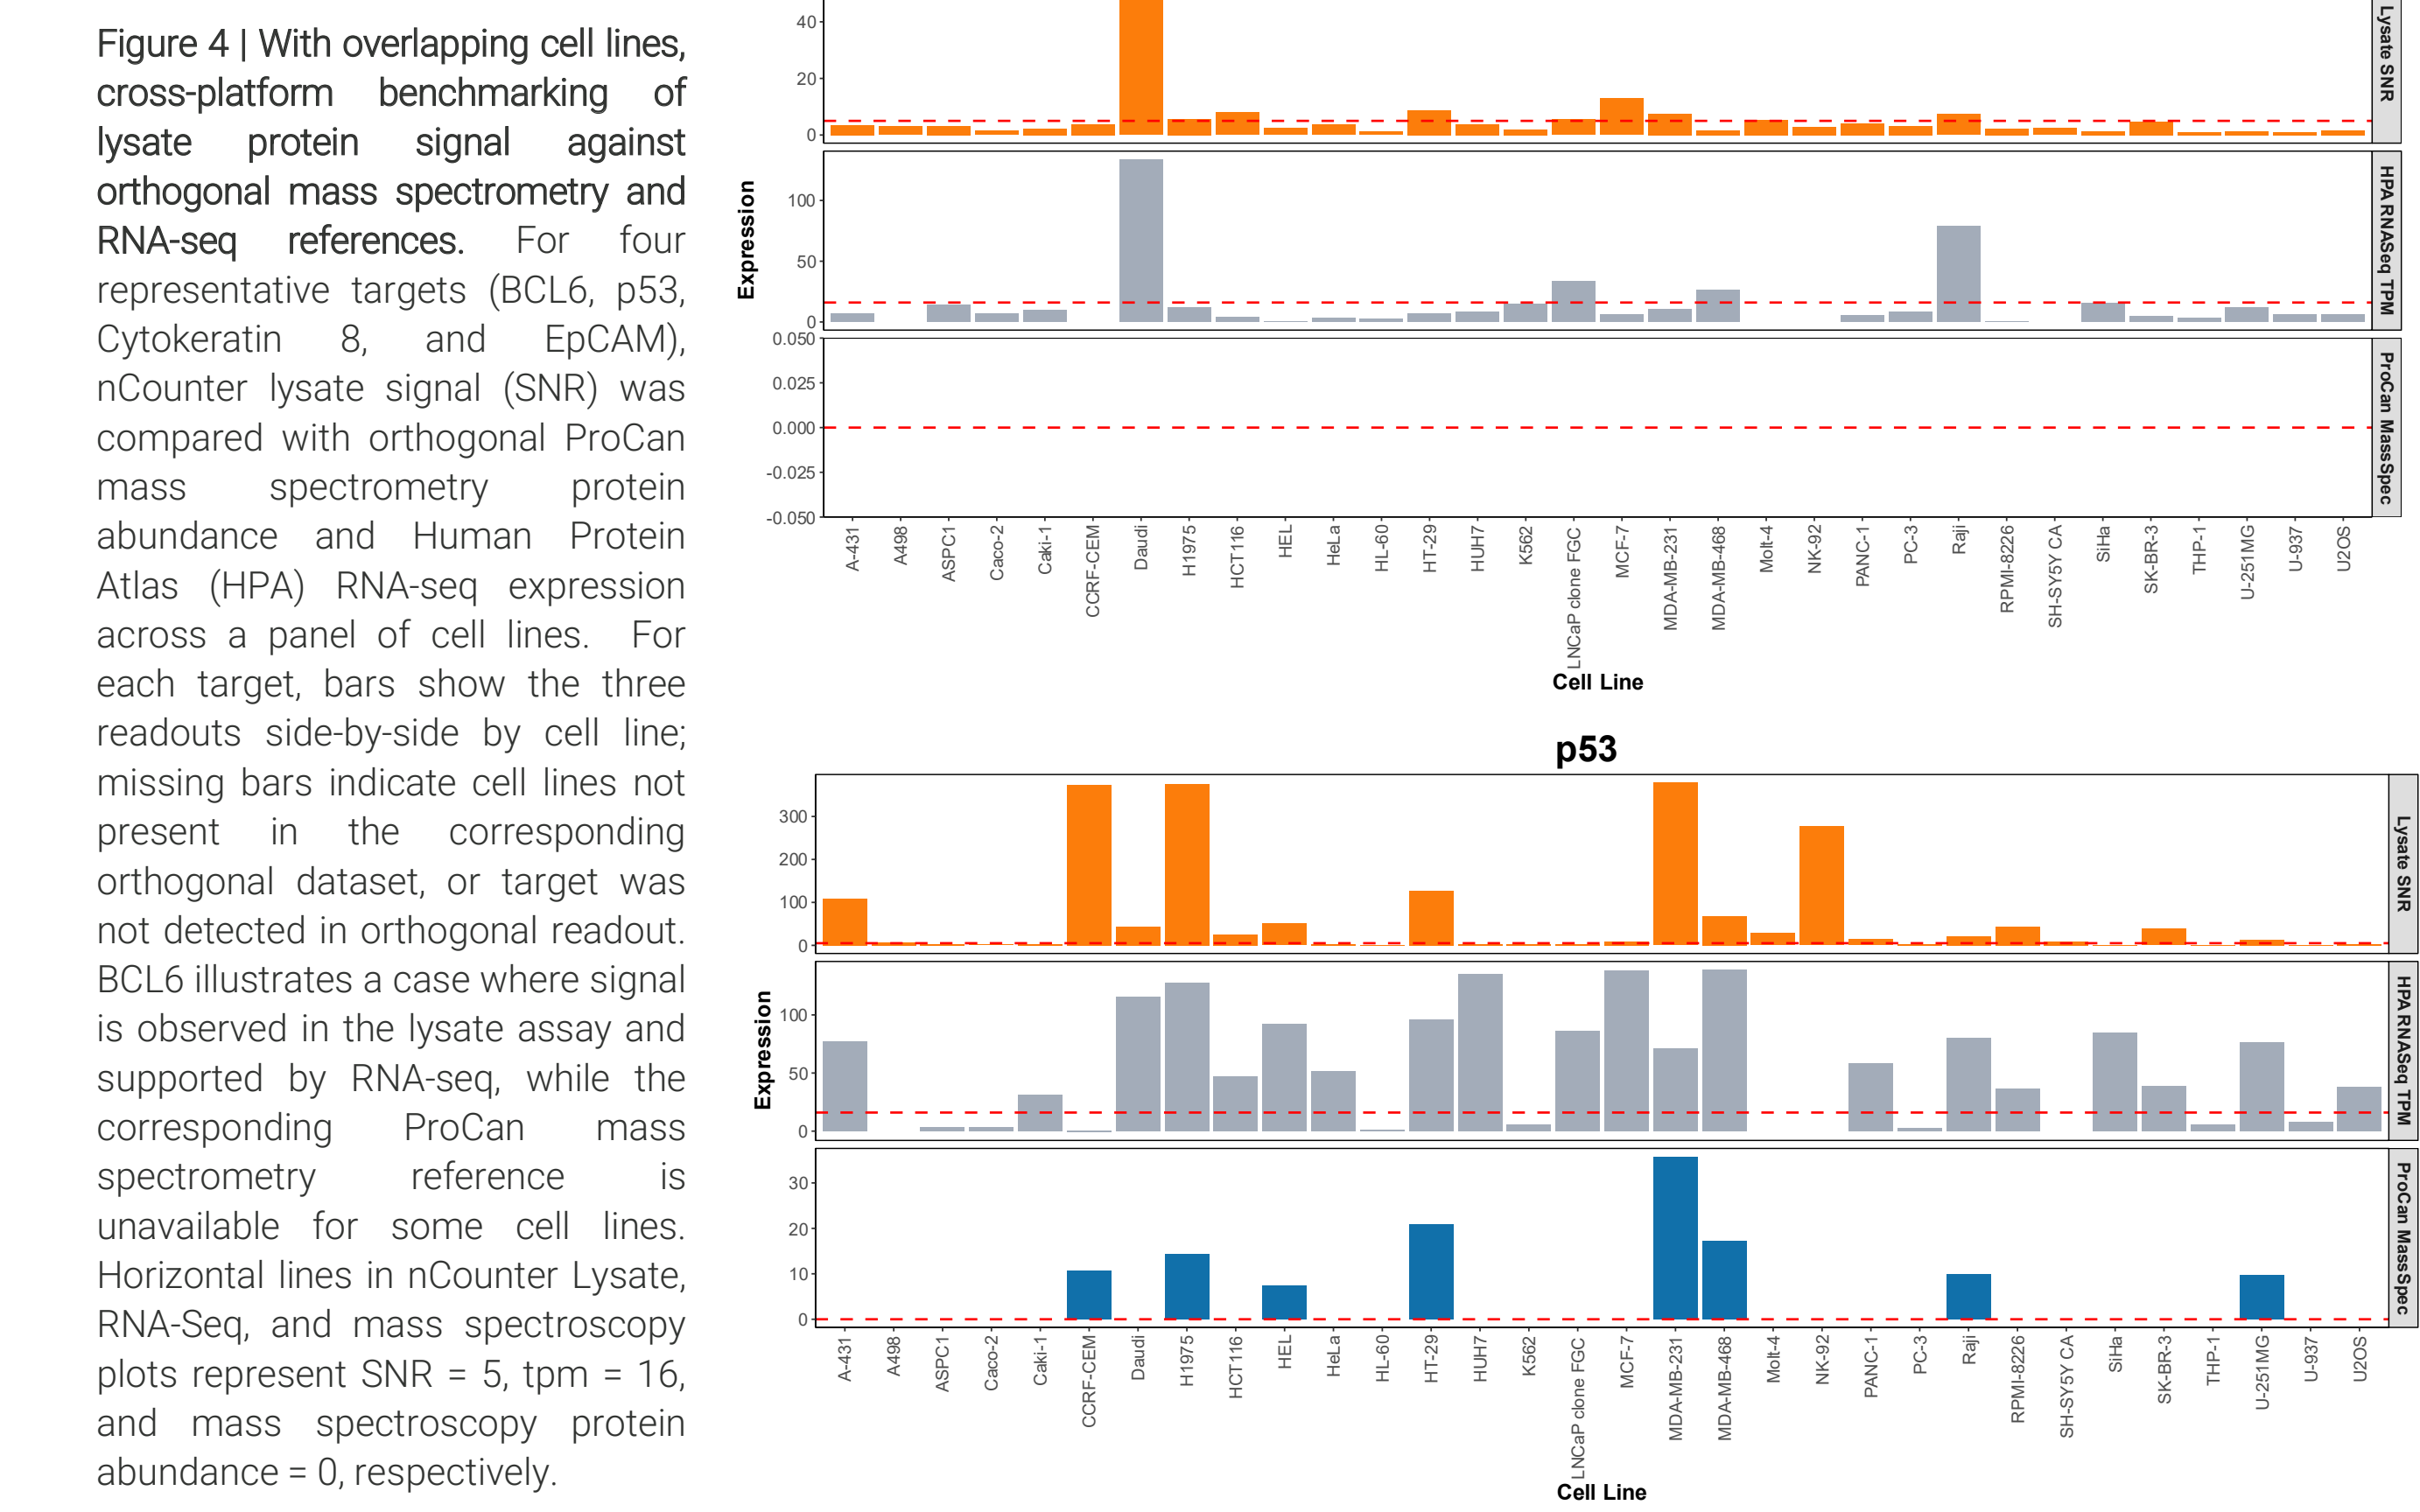 Figure 4 | With overlapping cell lines,
cross-platform benchmarking of
lysate protein signal against
orthogonal mass spectrometry and
RNA-seq references. For four
representative targets (BCL6, p53,
Cytokeratin 8, and EpCAM),
nCounter lysate signal (SNR) was
compared with orthogonal ProCan
mass spectrometry protein
abundance and Human Protein
Atlas (HPA) RNA-seq expression
across a panel of cell lines. For
each target, bars show the three
readouts side-by-side by cell line;
missing bars indicate cell lines not
present in the corresponding
orthogonal dataset, or target was
not detected in orthogonal readout.
BCL6 illustrates a case where signal
is observed in the lysate assay and
supported by RNA-seq, while the
corresponding ProCan mass
spectrometry reference is
unavailable for some cell lines.
Horizontal lines in nCounter Lysate,
RNA-Seq, and mass spectroscopy
plots represent SNR = 5, tpm = 16,
and mass spectroscopy protein
abundance = 0, respectively.
40
20
0
Lysate SNR
Expression
100
50
0
HPA RNASeq TPM
0.050
0.025
0.000
-0.025
-0.050
ProCan MassSpec
A-431
A498
ASPC1
Caco-2
Caki-1
CCRF-CEM
Daudi
H1975
HCT116
HEL
HeLa
HL-60
HT-29
HUH7
K562
LNCaP clone FGC
MCF-7
MDA-MB-231
MDA-MB-468
Molt-4
NK-92
PANC-1
PC-3
Raji
RPMI-8226
SH-SY5Y CA
SiHa
SK-BR-3
THP-1
U-251MG
U-937
U2OS
Cell Line
p53
300
200
100
0
Lysate SNR
Expression
100
50
0
HPA RNASeq TPM
30
20
10
0
ProCan MassSpec
A-431
A498
ASPC1
Caco-2
Caki-1
CCRF-CEM
Daudi
H1975
HCT116
HEL
HeLa
HL-60
HT-29
HUH7
K562
LNCaP clone FGC
MCF-7
MDA-MB-231
MDA-MB-468
Molt-4
NK-92
PANC-1
PC-3
Raji
RPMI-8226
SH-SY5Y CA
SiHa
SK-BR-3
THP-1
U-251MG
U-937
U2OS
Cell Line